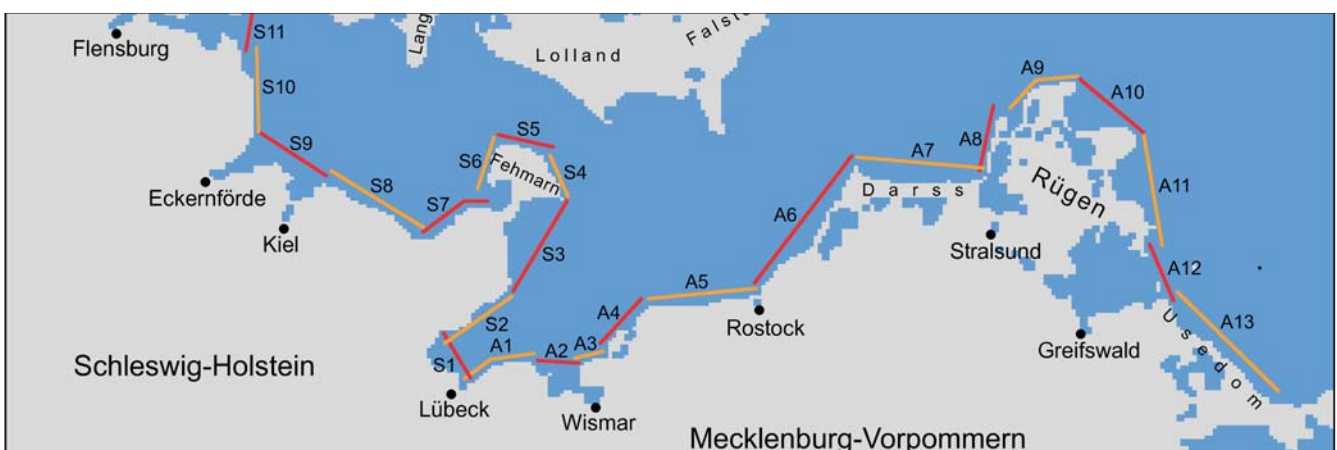 S11
Flensburg
Lang
Lolland
Falst
S10
A9
A10
S9
S5
S6
Fehmarn
S4
A8
A7
Eckernförde
S8
Darss
Rügen
A11
S7
A6
Kiel
Stralsund
S3
A12
A5
S2
A4
Rostock
A13
Usedom
Greifswald
A1
A2
A3
S1
Schleswig-Holstein
Lübeck
Wismar
Mecklenburg-Vorpommern